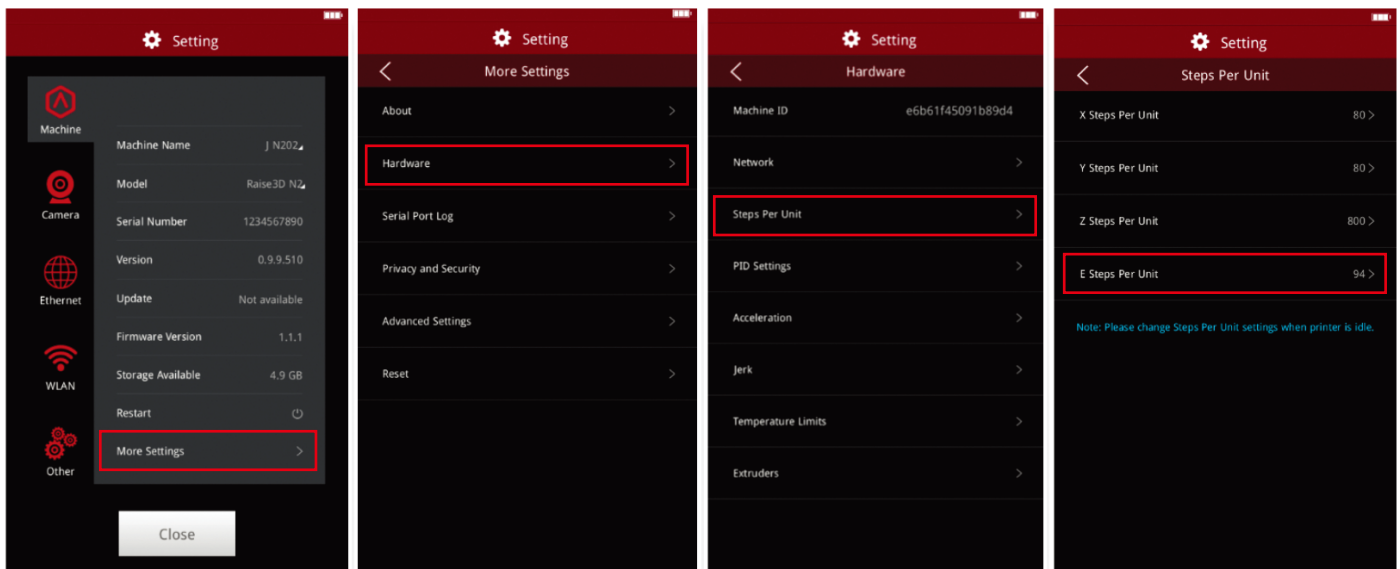 Setting
Machine
Machine Name J N202
Model Raise3D N2
Camera
Serial Number 1234567890
Version 0.9.9.510
Ethernet
Update Not available
Firmware Version 1.1.1
WLAN
Storage Available 4.9 GB
Restart
More Settings >
Other
Close
Setting
< More Settings
About >
Hardware >
Serial Port Log >
Privacy and Security >
Advanced Settings >
Reset >
Setting
< Hardware
Machine ID e6b61f45091b89d4
Network >
Steps Per Unit >
PID Settings >
Acceleration >
Jerk >
Temperature Limits >
Extruders >
Setting
< Steps Per Unit
X Steps Per Unit 80 >
Y Steps Per Unit 80 >
Z Steps Per Unit 800 >
E Steps Per Unit 94 >
Note: Please change Steps Per Unit settings when printer is idle.